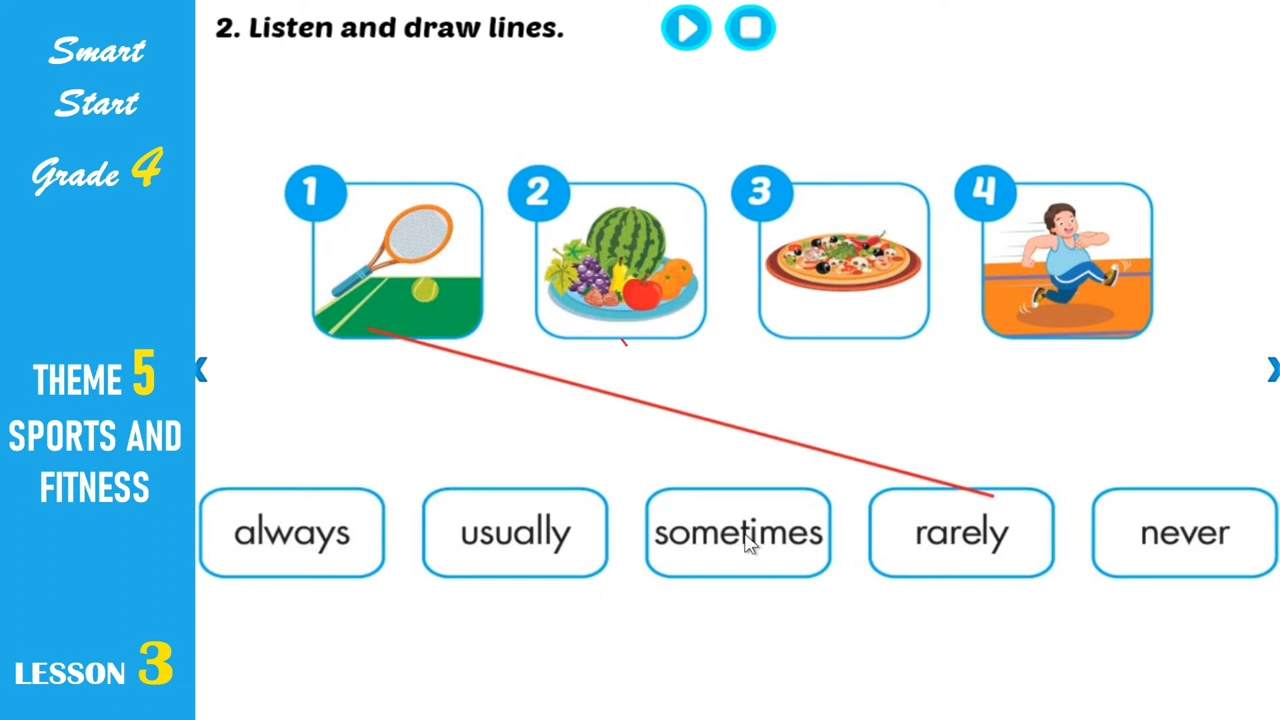 Smart
Start
Grade 4
THEME 5
SPORTS AND
FITNESS
LESSON 3
2. Listen and draw lines.
1
2
3
4
always
usually
sometimes
rarely
never